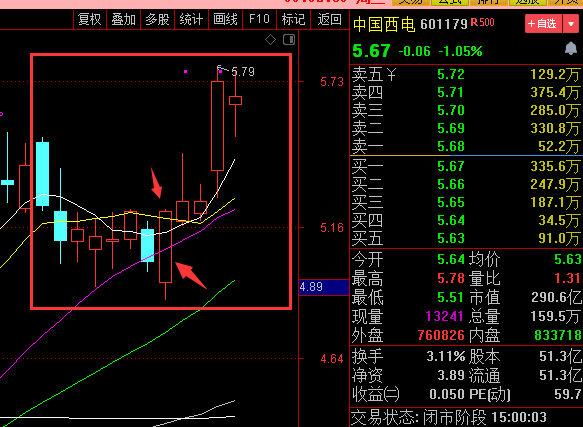 复权 叠加 多股 统计 画线 F10 标记 返回
中国西电 601179 R500 +自选
5.67 -0.06 -1.05%
5.79
5.73
5.16
4.89
4.64
卖五 ¥ 5.72 129.2万
卖四 5.71 375.4万
卖三 5.70 285.0万
卖二 5.69 330.8万
卖一 5.68 52.2万
买一 5.67 335.6万
买二 5.66 247.9万
买三 5.65 187.1万
买四 5.64 34.5万
买五 5.63 91.0万
今开 5.64 均价 5.63
最高 5.78 量比 1.31
最低 5.51 市值 290.6亿
现量 13241 总量 159.5万
外盘 760826 内盘 833718
换手 3.11% 股本 51.3亿
净资 3.89 流通 51.3亿
收益㈡ 0.050 PE(动) 59.7
交易状态: 闭市阶段 15:00:03